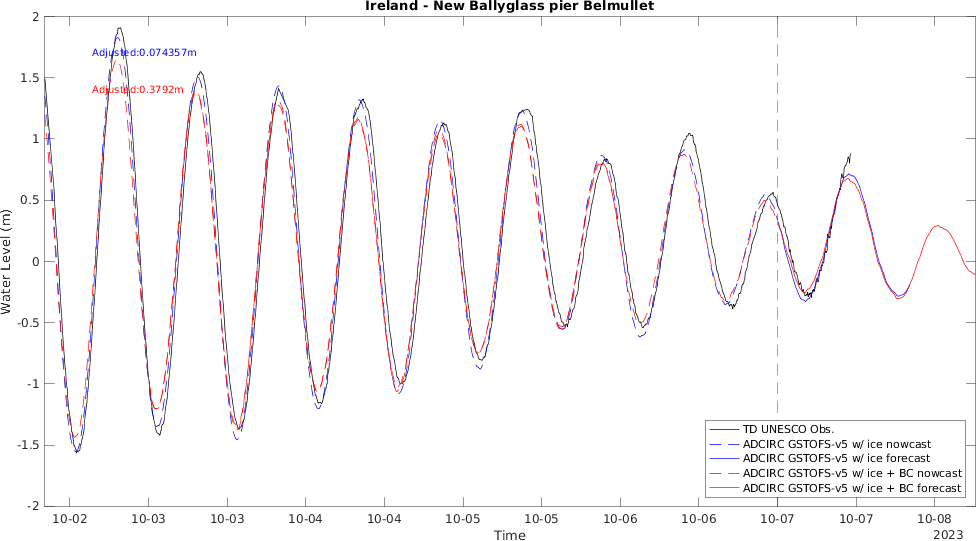 Ireland - New Ballyglass pier Belmullet
2
1.5
1
0.5
0
-0.5
-1
-1.5
-2
Water Level (m)
Adjusted:0.074357m
Adjusted:0.3792m
TD UNESCO Obs.
ADCIRC GSTOFS-v5 w/ ice nowcast
ADCIRC GSTOFS-v5 w/ ice forecast
ADCIRC GSTOFS-v5 w/ ice + BC nowcast
ADCIRC GSTOFS-v5 w/ ice + BC forecast
10-02 10-03 10-03 10-04 10-04 10-05 10-05 10-06 10-06 10-07 10-07 10-08
Time
2023